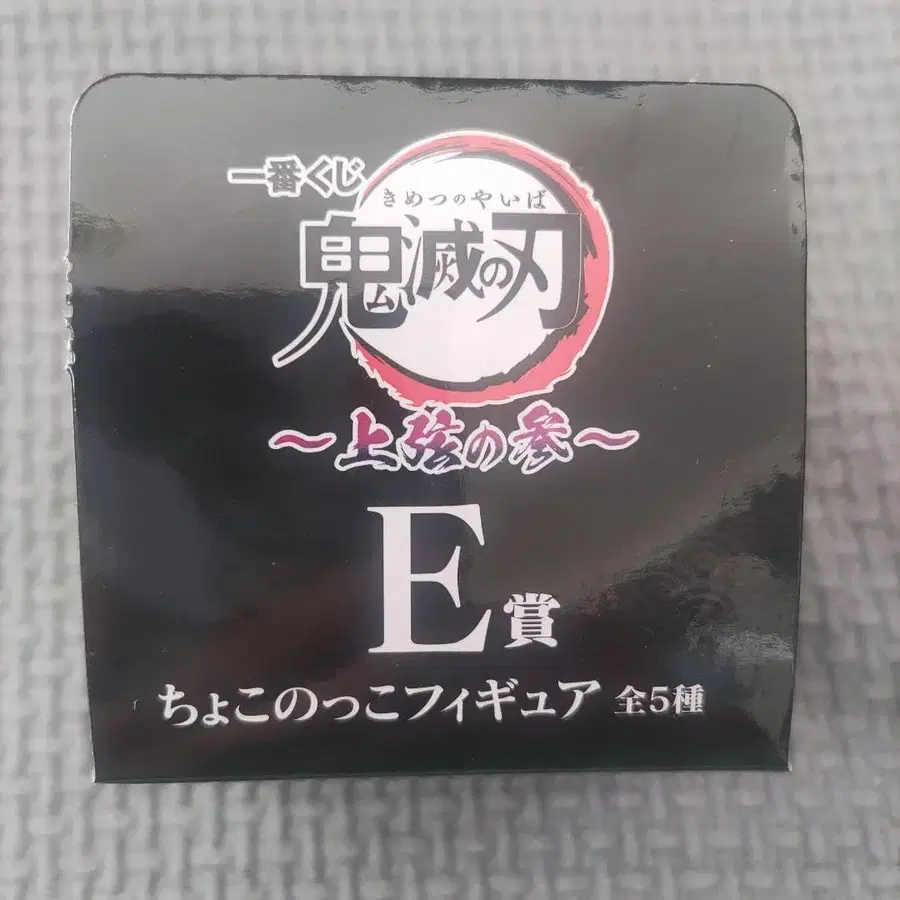 一番くじ
きめつのやいば
鬼滅の刃
～上弦の参～
E賞
ちょこのっこフィギュア 全5種